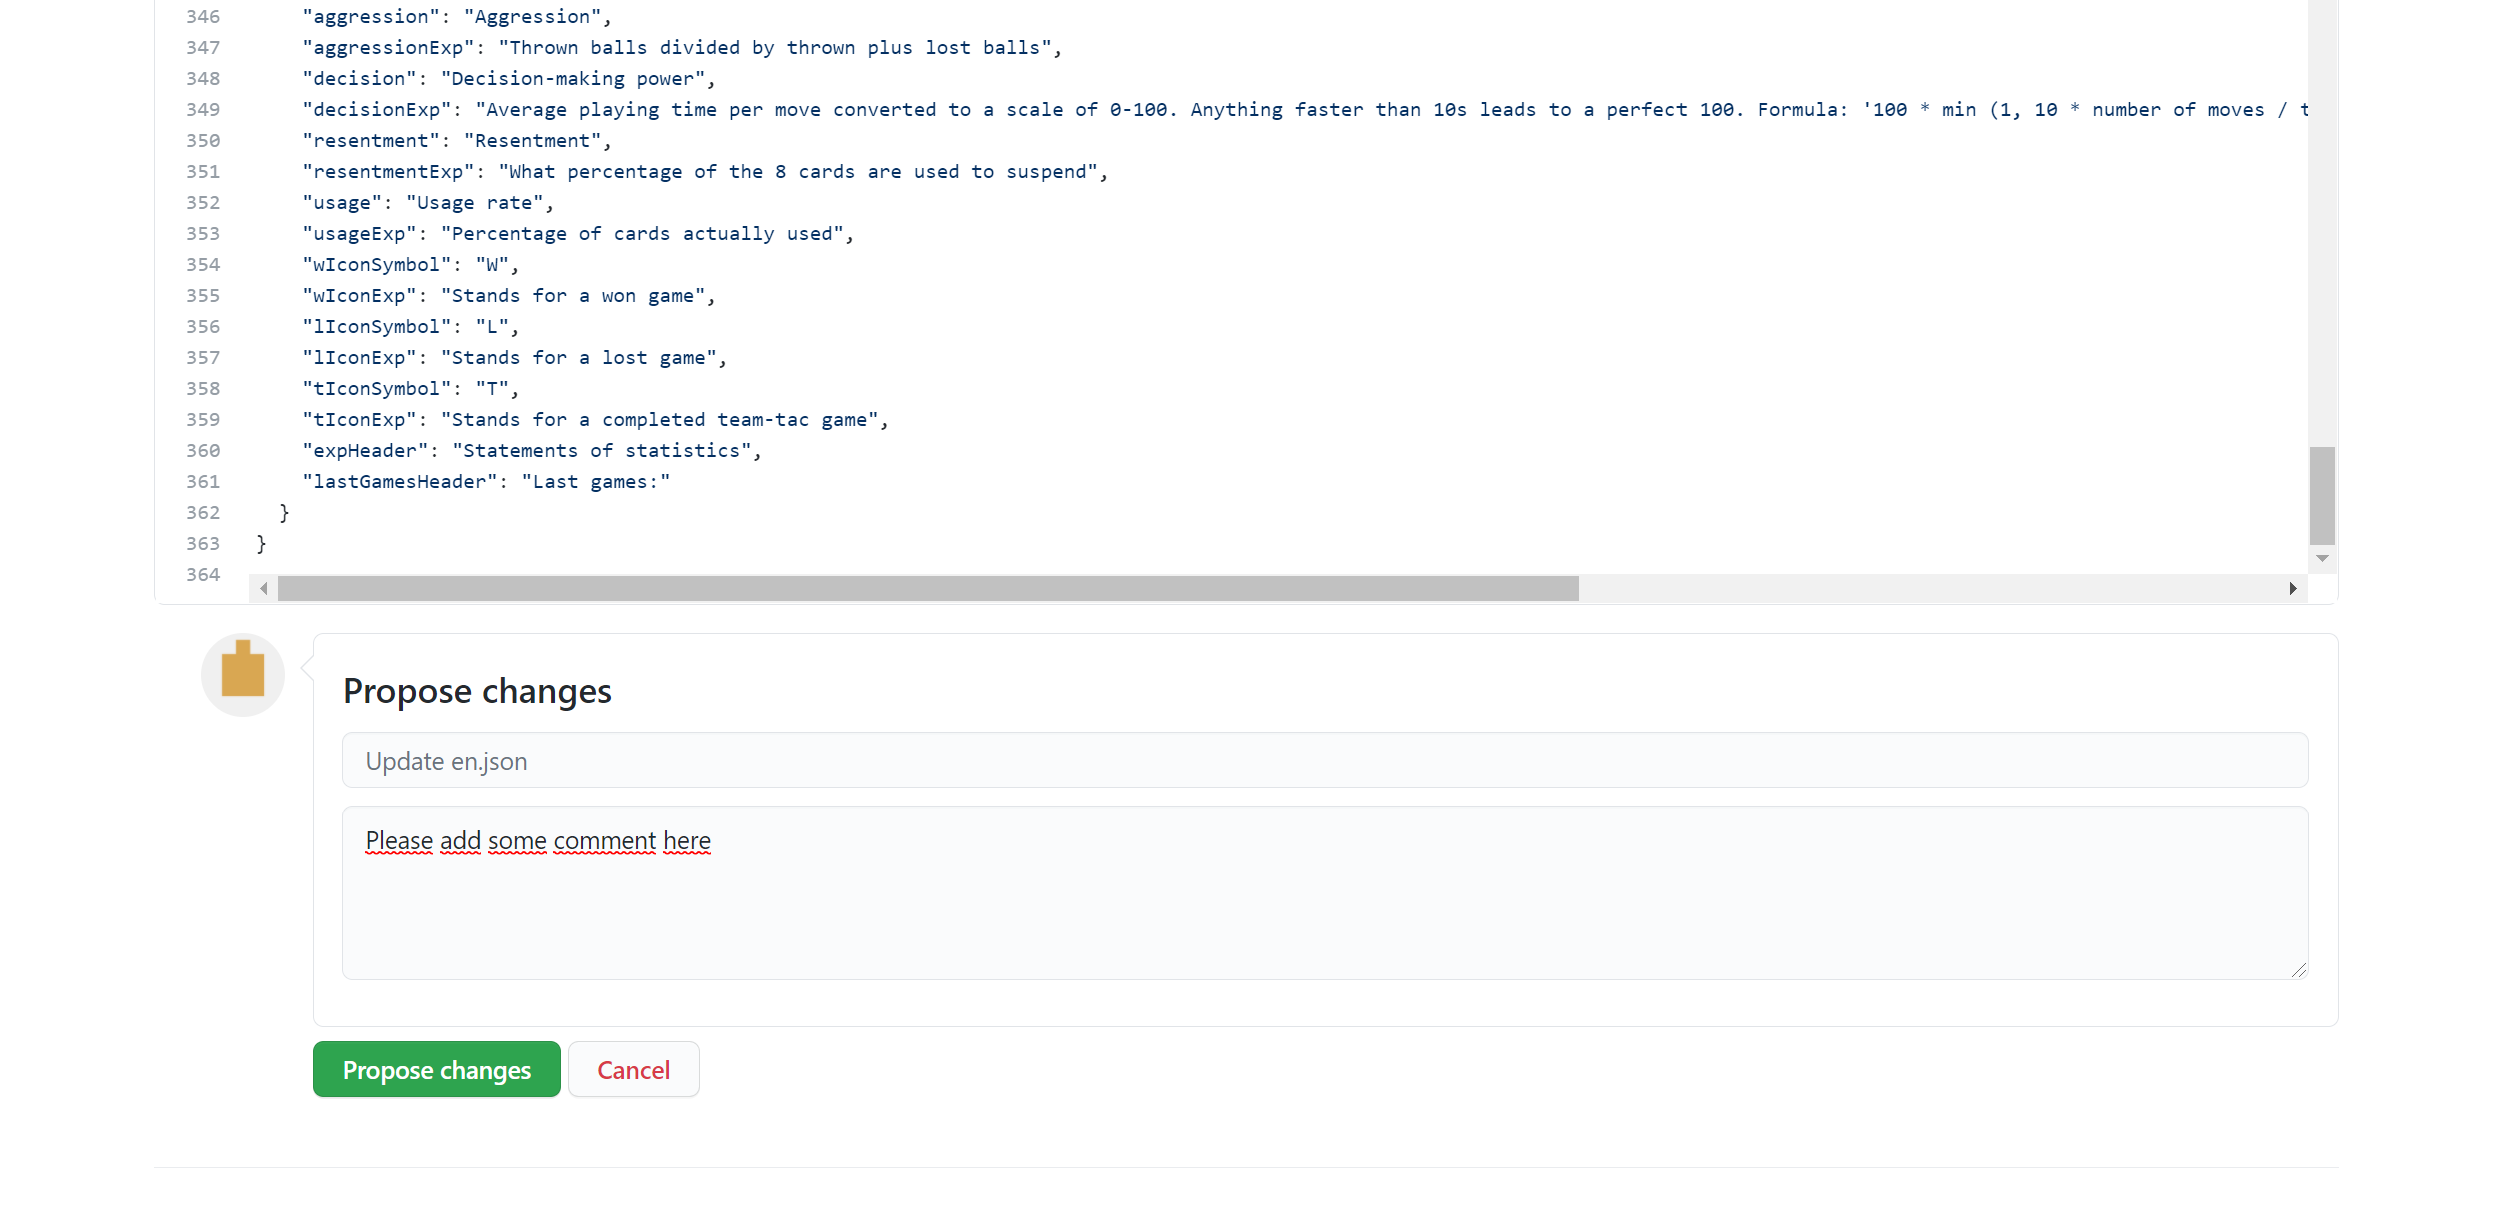 346 "aggression": "Aggression",
347 "aggressionExp": "Thrown balls divided by thrown plus lost balls",
348 "decision": "Decision-making power",
349 "decisionExp": "Average playing time per move converted to a scale of 0-100. Anything faster than 10s leads to a perfect 100. Formula: '100 * min (1, 10 * number of moves / t
350 "resentment": "Resentment",
351 "resentmentExp": "What percentage of the 8 cards are used to suspend",
352 "usage": "Usage rate",
353 "usageExp": "Percentage of cards actually used",
354 "wIconSymbol": "W",
355 "wIconExp": "Stands for a won game",
356 "lIconSymbol": "L",
357 "lIconExp": "Stands for a lost game",
358 "tIconSymbol": "T",
359 "tIconExp": "Stands for a completed team-tac game",
360 "expHeader": "Statements of statistics",
361 "lastGamesHeader": "Last games:"
362 }
363 }
364
Propose changes
Update en.json
Please add some comment here
Propose changes
Cancel